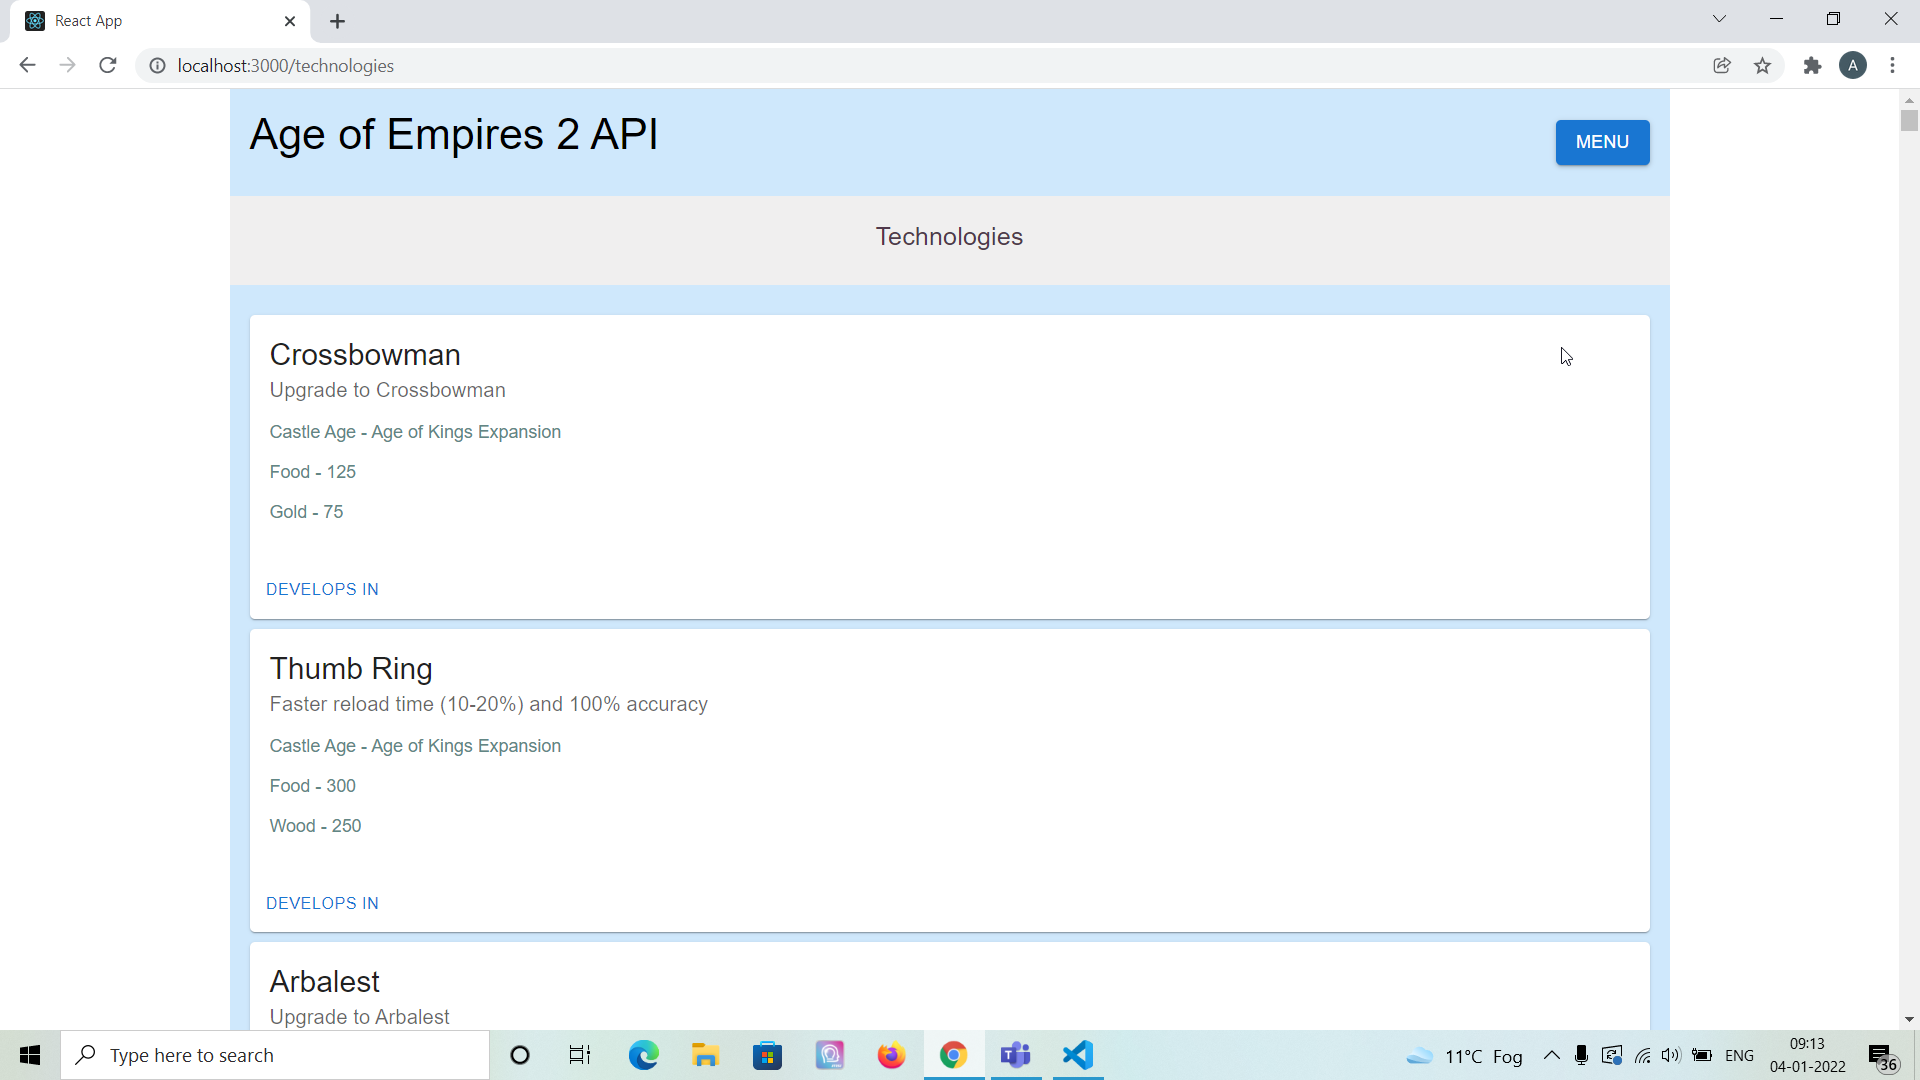 React App
localhost:3000/technologies
A
Age of Empires 2 API
MENU
Technologies
Crossbowman
Upgrade to Crossbowman
Castle Age - Age of Kings Expansion
Food - 125
Gold - 75
DEVELOPS IN
Thumb Ring
Faster reload time (10-20%) and 100% accuracy
Castle Age - Age of Kings Expansion
Food - 300
Wood - 250
DEVELOPS IN
Arbalest
Upgrade to Arbalest
Type here to search
11°C Fog
ENG
09:13
04-01-2022
36